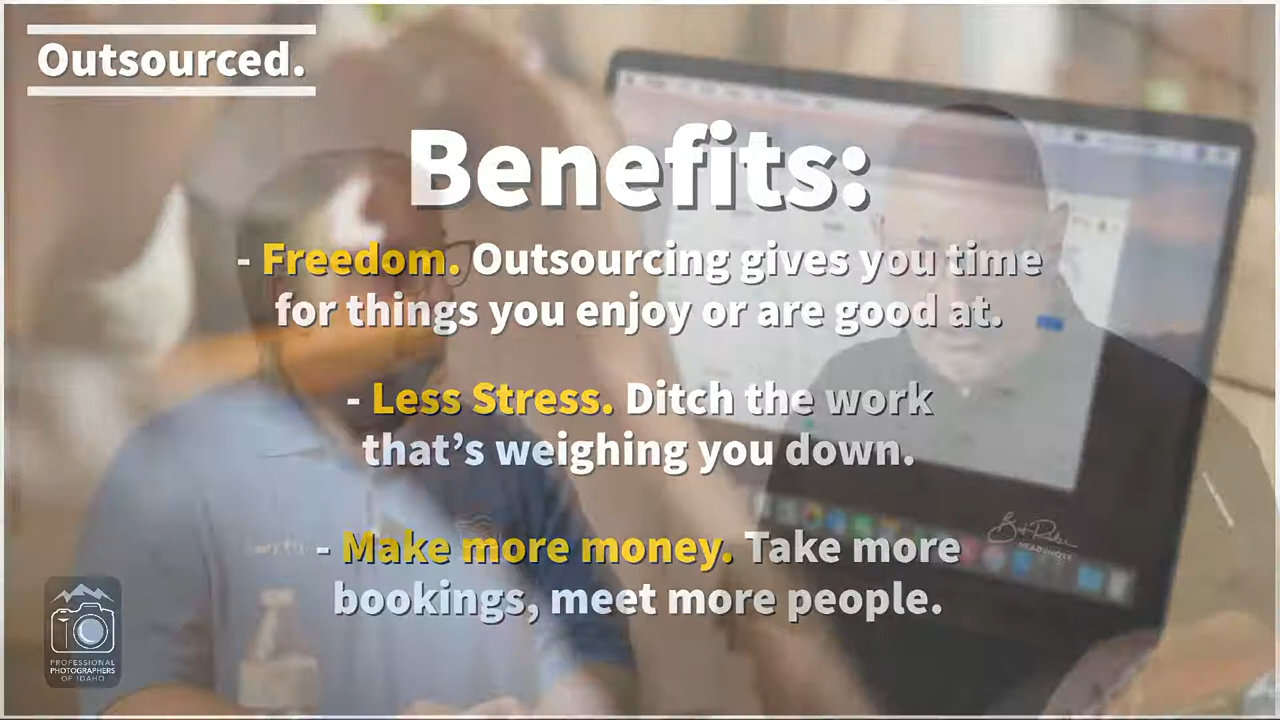 Outsourced.
Benefits:
- Freedom. Outsourcing gives you time
for things you enjoy or are good at.
- Less Stress. Ditch the work
that’s weighing you down.
- Make more money. Take more
bookings, meet more people.
PROFESSIONAL
PHOTOGRAPHERS
OF IDAHO